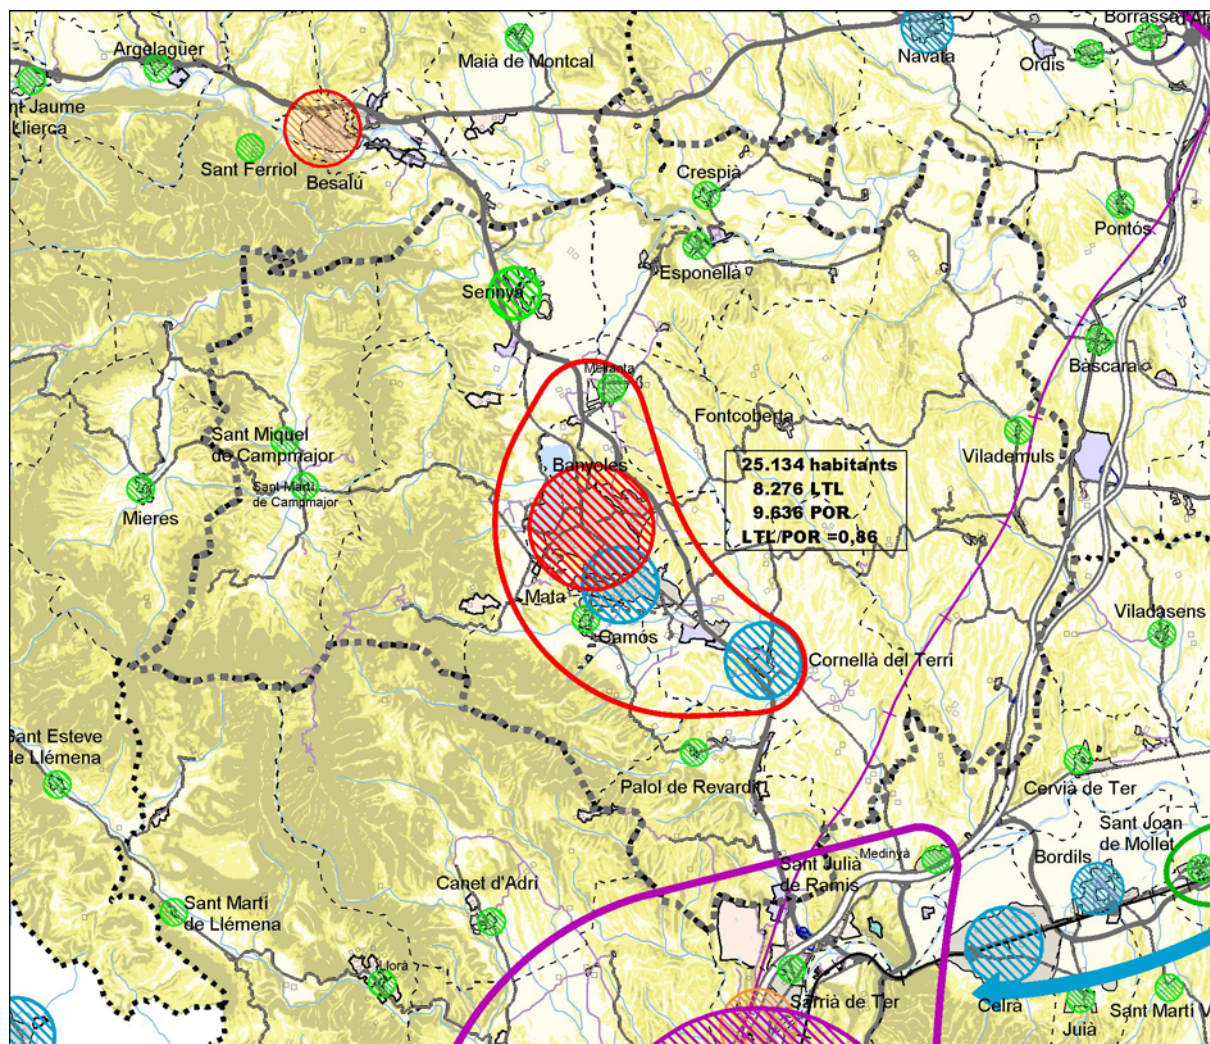 Borrassà
Argelaguer
Maià de Montcal
Navata
Ordis
nt Jaume
Llierca
Sant Ferriol
Besalú
Crespià
Pontós
Esponellà
Serinyà
Bàscara
Melianta
Fontcoberta
Sant Miquel
de Campmajor
Vilademuls
Banyoles
25.134 habitants
8.276 LTL
9.636 POR
LTL/POR =0,86
Sant Martí
de Campmajor
Mieres
Mata
Camós
Viladasens
Cornellà del Terri
Sant Esteve
de Llémena
Palol de Revardit
Cervià de Ter
Sant Joan
de Mollet
Medinyà
Bordils
Sant Julià
de Ramis
Canet d'Adri
Sant Martí
de Llémena
Llorà
Sarrià de Ter
Celrà
Juià
Sant Martí V